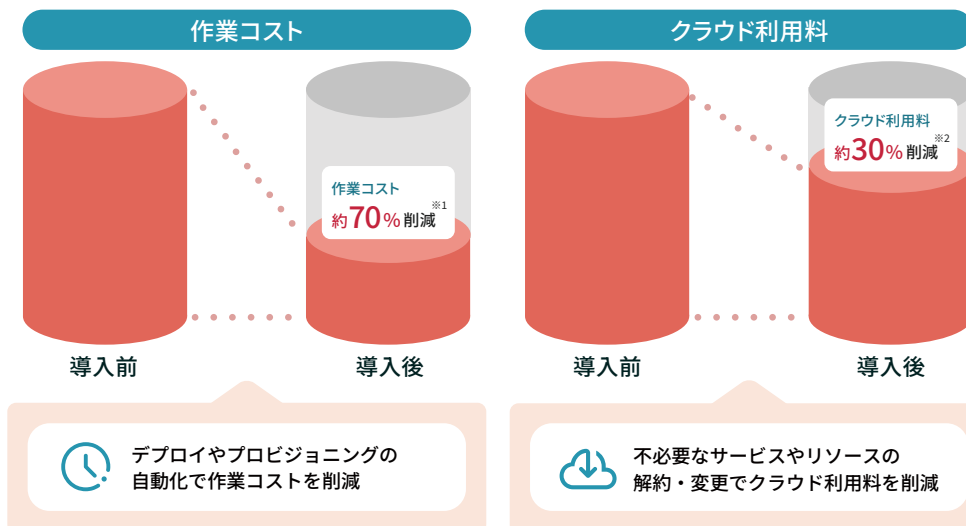 作業コスト
作業コスト
約70%削減※1
導入前
導入後
デプロイやプロビジョニングの
自動化で作業コストを削減
クラウド利用料
クラウド利用料
約30%削減※2
導入前
導入後
不必要なサービスやリソースの
解約・変更でクラウド利用料を削減